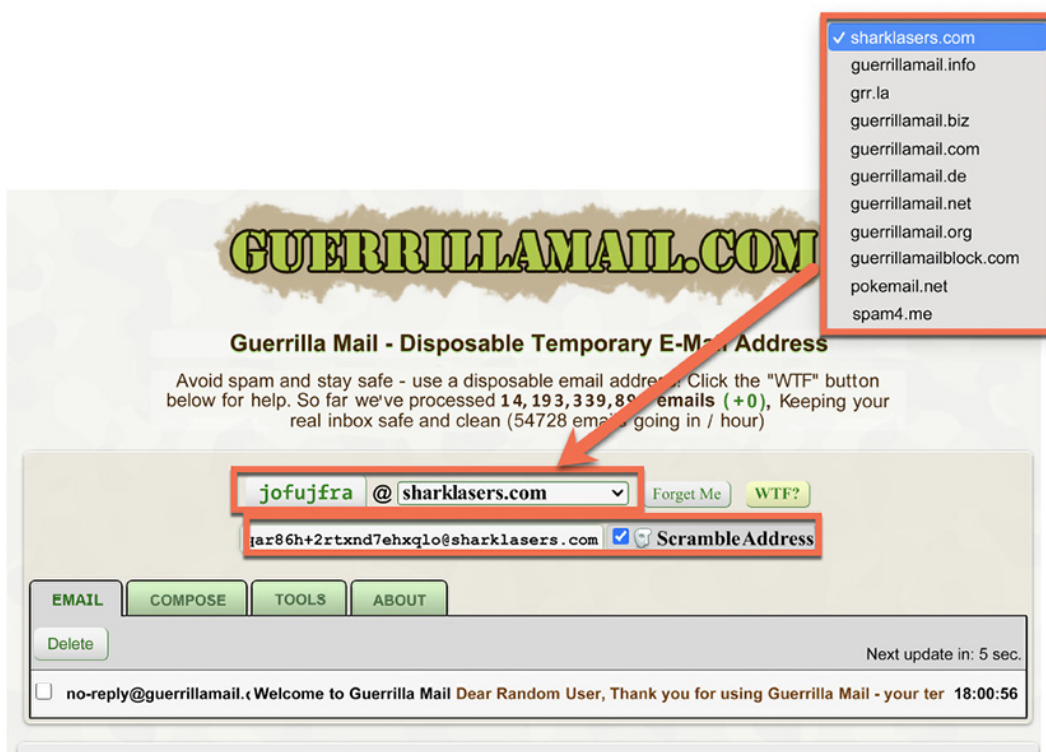 sharklasers.com
guerrillamail.info
grr.la
guerrillamail.biz
guerrillamail.com
guerrillamail.de
guerrillamail.net
guerrillamail.org
guerrillamailblock.com
pokemail.net
spam4.me
GUERRILLAMAIL.COM
Guerrilla Mail - Disposable Temporary E-Mail Address
Avoid spam and stay safe - use a disposable email address! Click the "WTF" button
below for help. So far we've processed 14,193,339,89 emails (+0), Keeping your
real inbox safe and clean (54728 emails going in / hour)
jofujfra @ sharklasers.com Forget Me WTF?
qar86h+2rtxnd7ehxqlo@sharklasers.com Scramble Address
EMAIL COMPOSE TOOLS ABOUT
Delete
Next update in: 5 sec.
no-reply@guerrillamail.c Welcome to Guerrilla Mail Dear Random User, Thank you for using Guerrilla Mail - your ter 18:00:56